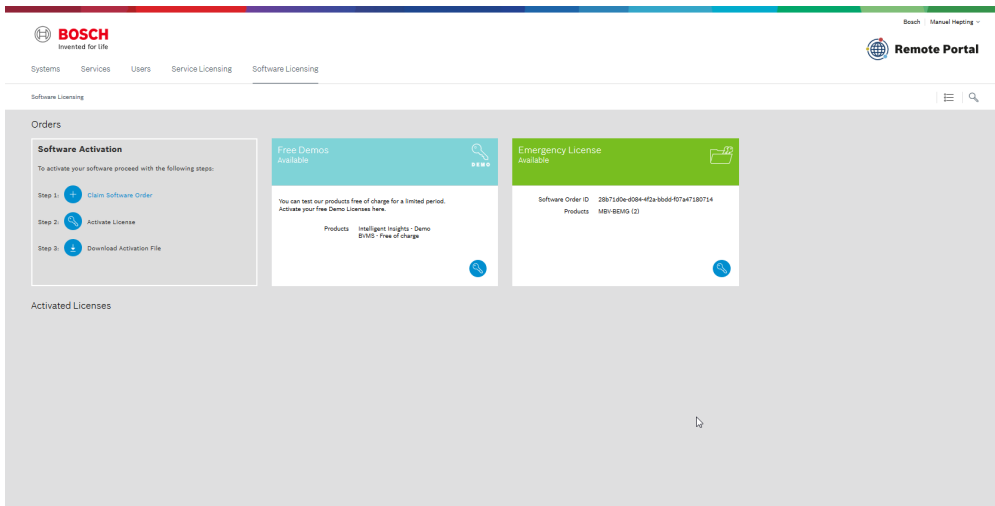 Bosch Manuel Hepting
BOSCH
Invented for life
Remote Portal
Systems Services Users Service Licensing Software Licensing
Software Licensing
Orders
Software Activation
To activate your software proceed with the following steps:
Step 1: Claim Software Order
Step 2: Activate License
Step 3: Download Activation File
Free Demos
Available
DEMO
You can test our products free of charge for a limited period.
Activate your free Demo Licenses here.
Products Intelligent Insights - Demo
BVMS - Free of charge
Emergency License
Available
Software Order ID 28b71d0e-d084-4f2a-bbdd-f07a47180714
Products MBV-BEMG (2)
Activated Licenses